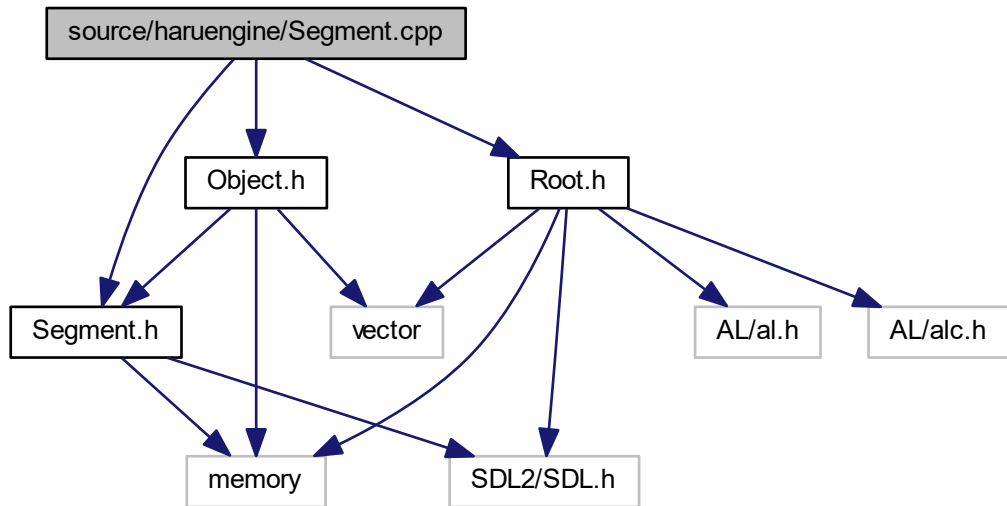 source/haruengine/Segment.cpp
Object.h
Root.h
Segment.h
vector
AL/al.h
AL/alc.h
memory
SDL2/SDL.h